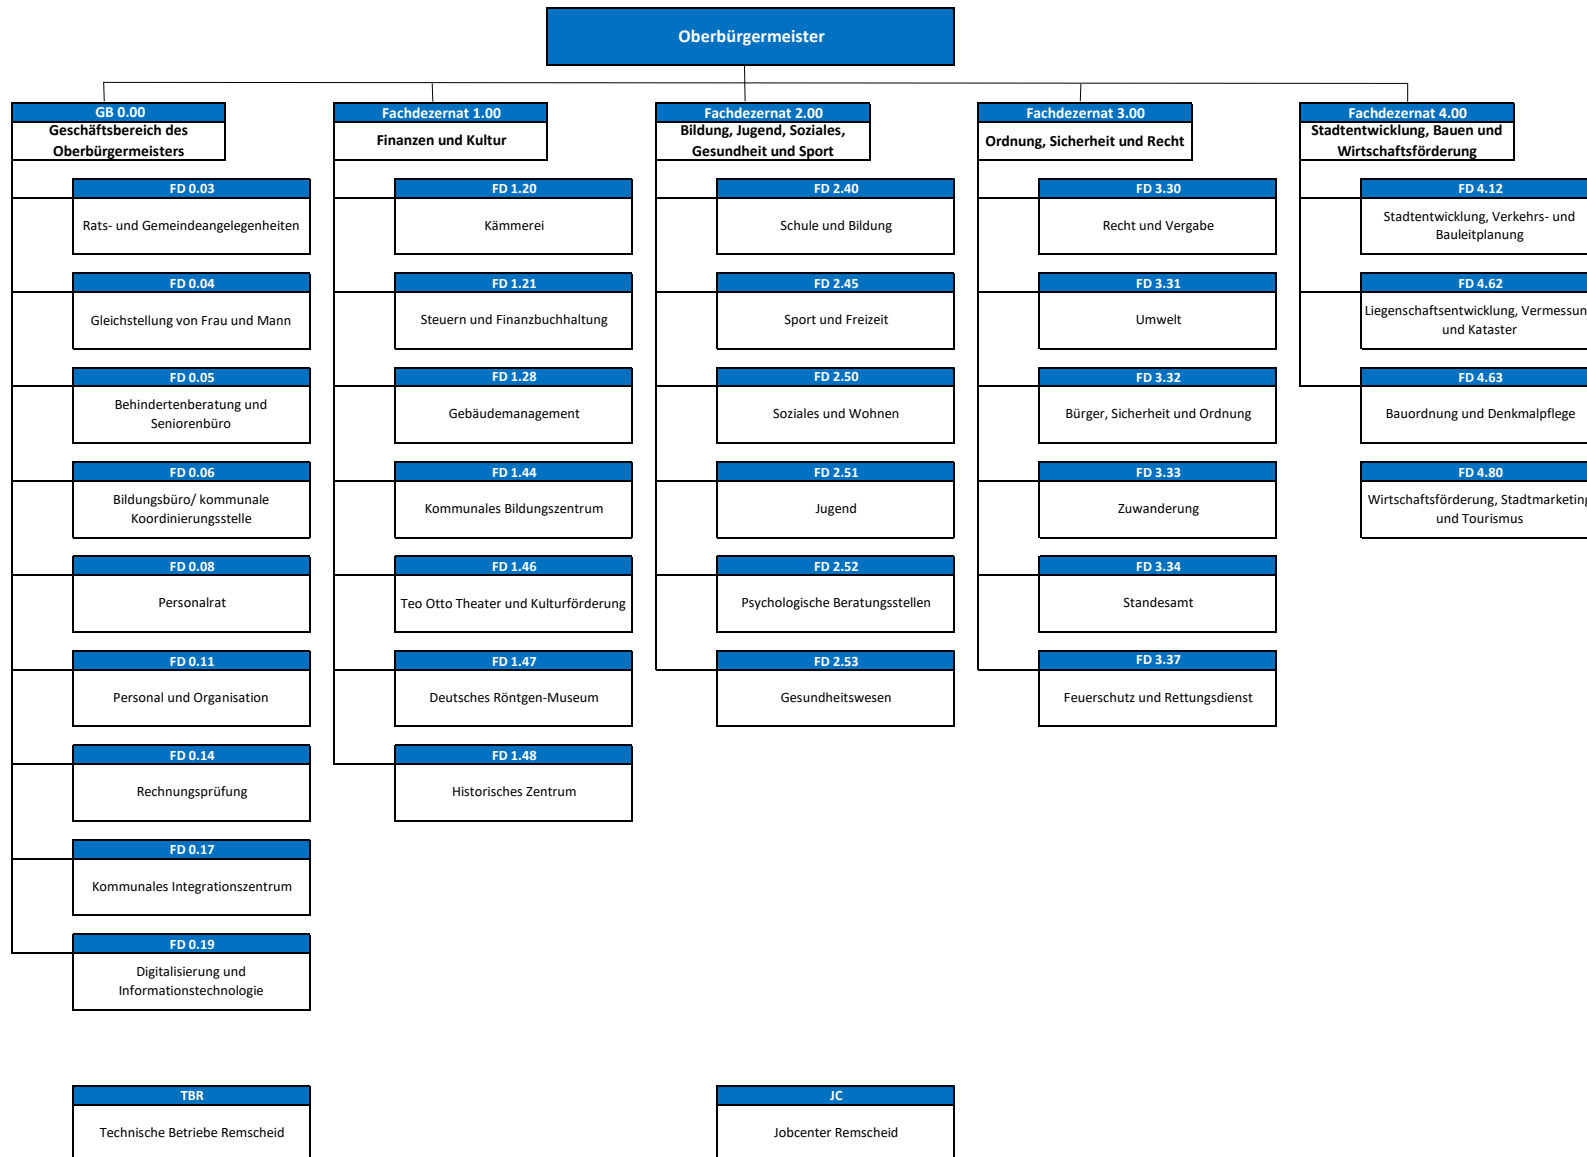 Oberbürgermeister
GB 0.00
Geschäftsbereich des
Oberbürgermeisters
FD 0.03
Rats- und Gemeindeangelegenheiten
FD 0.04
Gleichstellung von Frau und Mann
FD 0.05
Behindertenberatung und
Seniorenbüro
FD 0.06
Bildungsbüro/ kommunale
Koordinierungsstelle
FD 0.08
Personalrat
FD 0.11
Personal und Organisation
FD 0.14
Rechnungsprüfung
FD 0.17
Kommunales Integrationszentrum
FD 0.19
Digitalisierung und
Informationstechnologie
TBR
Technische Betriebe Remscheid
Fachdezernat 1.00
Finanzen und Kultur
FD 1.20
Kämmerei
FD 1.21
Steuern und Finanzbuchhaltung
FD 1.28
Gebäudemanagement
FD 1.44
Kommunales Bildungszentrum
FD 1.46
Teo Otto Theater und Kulturförderung
FD 1.47
Deutsches Röntgen-Museum
FD 1.48
Historisches Zentrum
Fachdezernat 2.00
Bildung, Jugend, Soziales,
Gesundheit und Sport
FD 2.40
Schule und Bildung
FD 2.45
Sport und Freizeit
FD 2.50
Soziales und Wohnen
FD 2.51
Jugend
FD 2.52
Psychologische Beratungsstellen
FD 2.53
Gesundheitswesen
JC
Jobcenter Remscheid
Fachdezernat 3.00
Ordnung, Sicherheit und Recht
FD 3.30
Recht und Vergabe
FD 3.31
Umwelt
FD 3.32
Bürger, Sicherheit und Ordnung
FD 3.33
Zuwanderung
FD 3.34
Standesamt
FD 3.37
Feuerschutz und Rettungsdienst
Fachdezernat 4.00
Stadtentwicklung, Bauen und
Wirtschaftsförderung
FD 4.12
Stadtentwicklung, Verkehrs- und
Bauleitplanung
FD 4.62
Liegenschaftsentwicklung, Vermessun
und Kataster
FD 4.63
Bauordnung und Denkmalpflege
FD 4.80
Wirtschaftsförderung, Stadtmarketing
und Tourismus